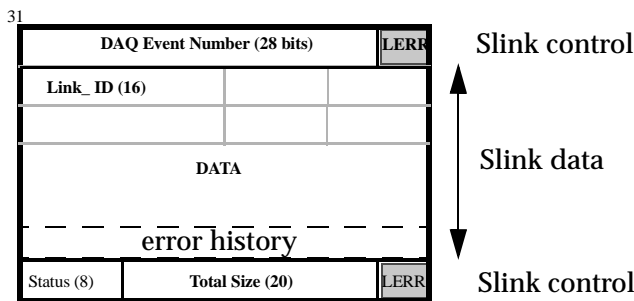 31
DAQ Event Number (28 bits) LERR Slink control
Link_ ID (16)
DATA Slink data
error history
Status (8) Total Size (20) LERR Slink control